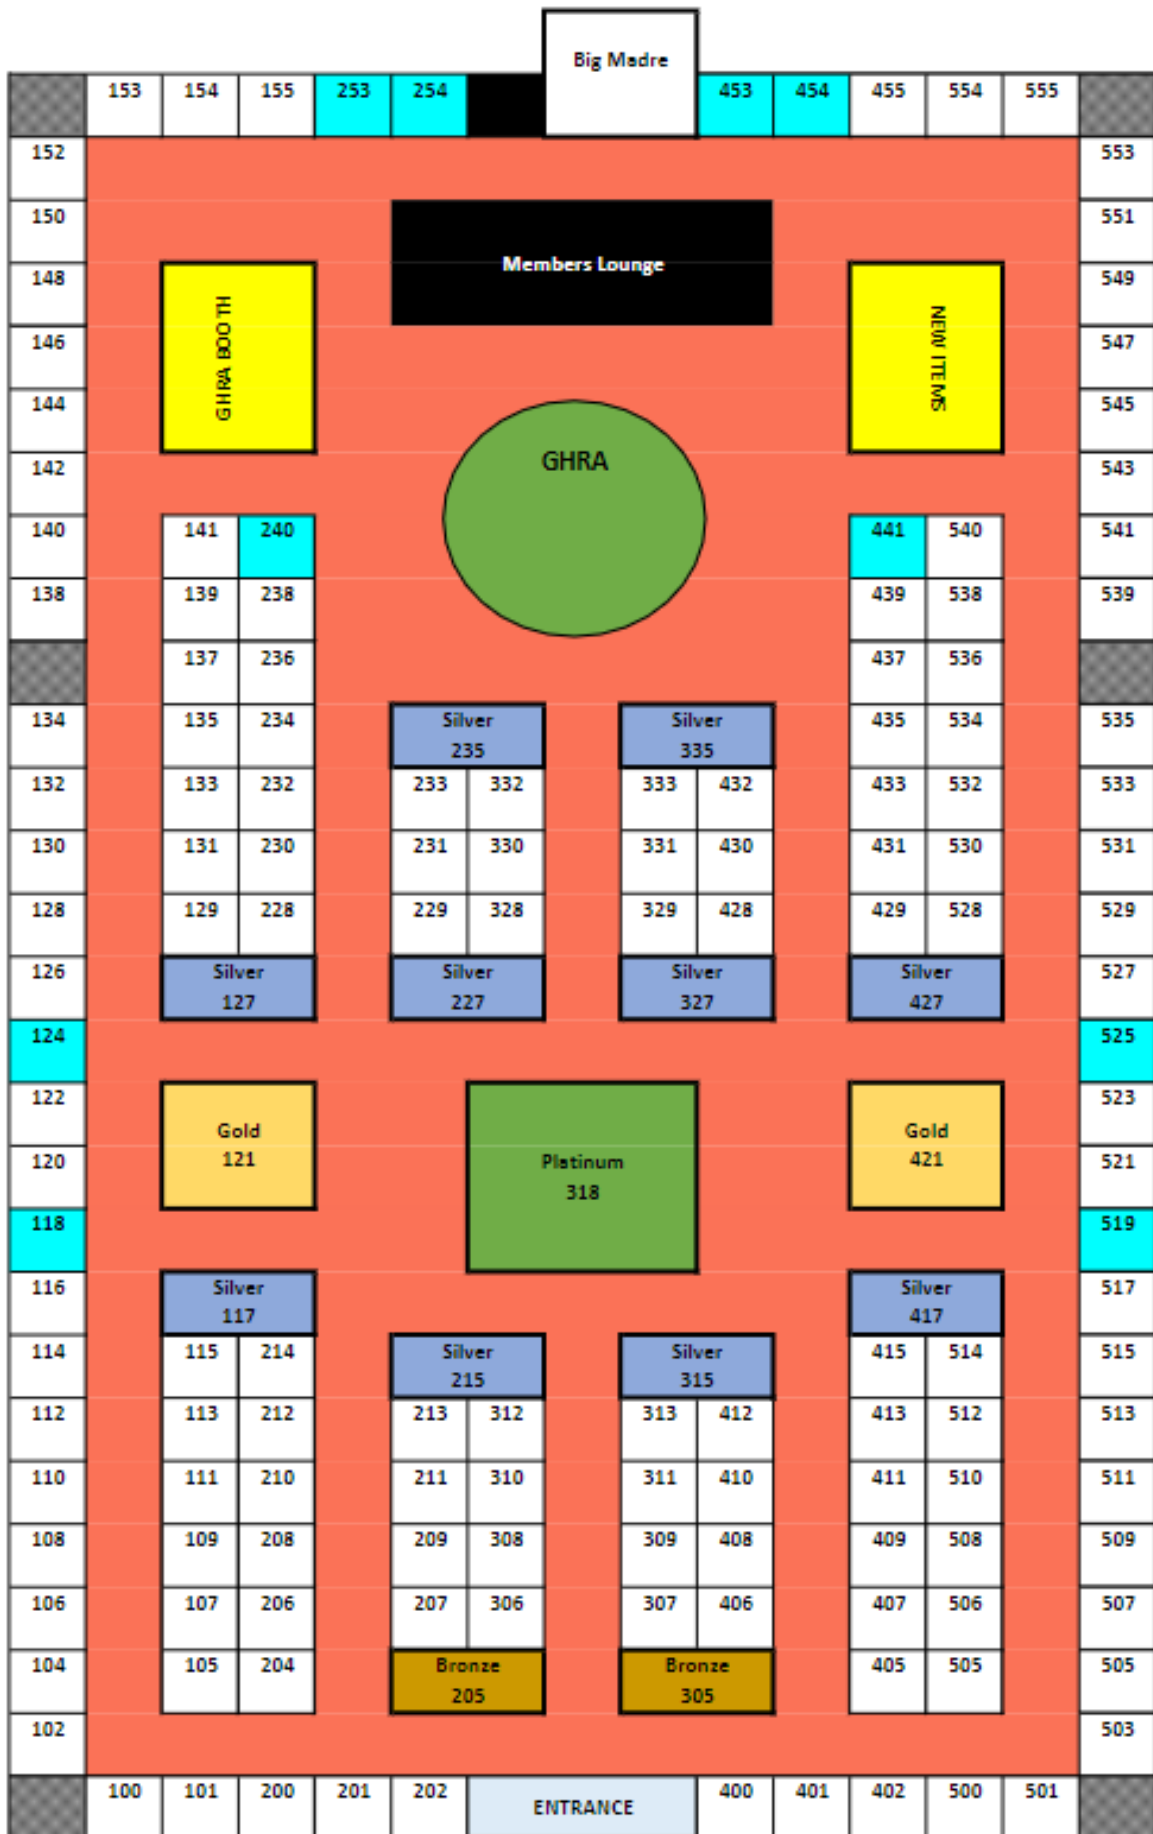 Big Madre
153 154 155 253 254 453 454 455 554 555
152 553
150 551
Members Lounge
148 549
GHRA BOOTH
NEW ITEMS
146 547
144 545
GHRA
142 543
140 141 240 441 540 541
138 139 238 439 538 539
137 236 437 536
134 135 234 Silver 235 Silver 335 435 534 535
132 133 232 233 332 333 432 433 532 533
130 131 230 231 330 331 430 431 530 531
128 129 228 229 328 329 428 429 528 529
126 Silver 127 Silver 227 Silver 327 Silver 427 527
124 525
122 523
Gold 121 Gold 421
120 Platinum 318 521
118 519
116 Silver 117 Silver 417 517
114 115 214 Silver 215 Silver 315 415 514 515
112 113 212 213 312 313 412 413 512 513
110 111 210 211 310 311 410 411 510 511
108 109 208 209 308 309 408 409 508 509
106 107 206 207 306 307 406 407 506 507
104 105 204 Bronze 205 Bronze 305 405 505 505
102 503
100 101 200 201 202 ENTRANCE 400 401 402 500 501